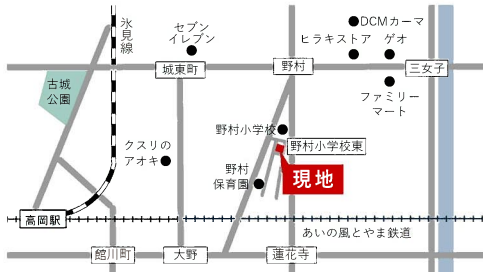 氷見線
セブン
イレブン
DCMカーマ
ヒラキストア
ゲオ
城東町
野村
三女子
古城
公園
ファミリー
マート
野村小学校
野村小学校東
クスリの
アオキ
野村
保育園
現地
高岡駅
あいの風とやま鉄道
館川町
大野
蓮花寺